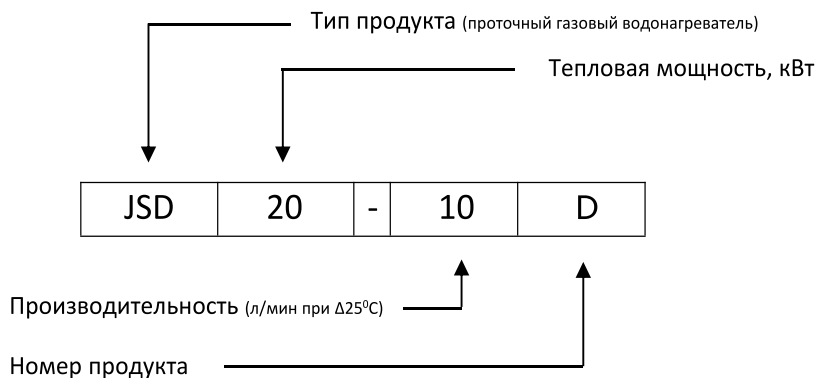 Тип продукта (проточный газовый водонагреватель)
Тепловая мощность, кВт
JSD 20 - 10 D
Производительность (л/мин при Δ25⁰С)
Номер продукта